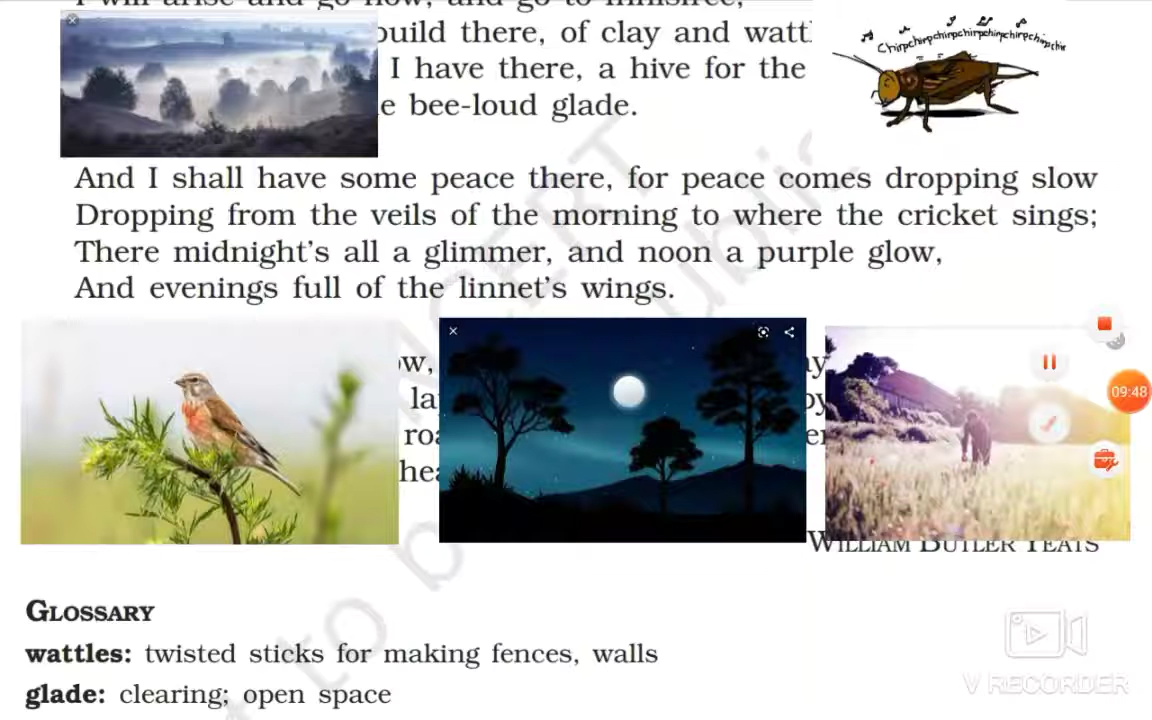 I will arise and go now, and go to Innisfree,
build there, of clay and
I have there, a hive for the
bee-loud glade.
Chirpchirpchirpchirpchirpchirpchirpchirp
And I shall have some peace there, for peace comes dropping slow
Dropping from the veils of the morning to where the cricket sings;
There midnight's all a glimmer, and noon a purple glow,
And evenings full of the linnet's wings.
WILLIAM BUTLER YEATS
09:48
GLOSSARY
wattles: twisted sticks for making fences, walls
glade: clearing; open space
V RECORDER